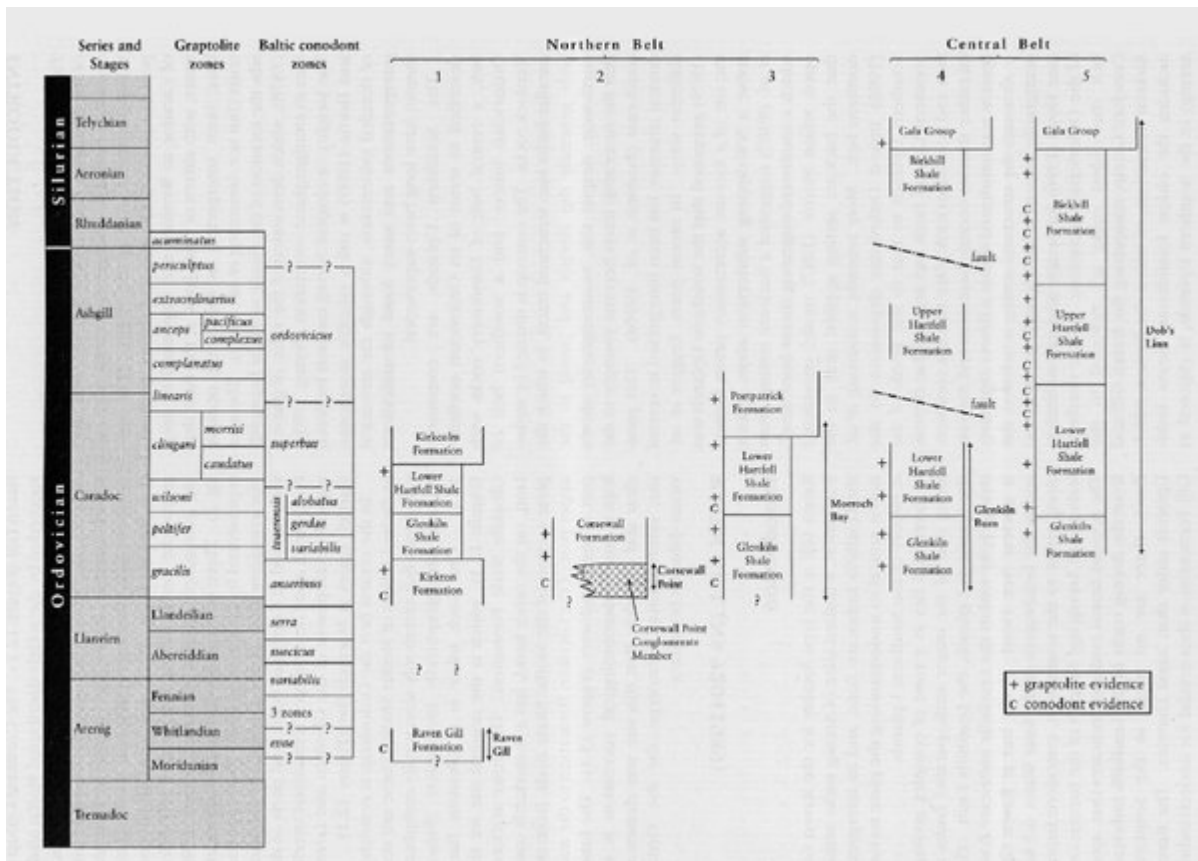 Series and
Stages
Graptolite
zones
Baltic conodont
zones
Northern Belt
Central Belt
1
2
3
4
5
Silurian
Ordovician
Telychian
Aeronian
Rhuddanian
Ashgill
Caradoc
Llanvirn
Arenig
Tremadoc
acuminatus
persculptus
extraordinarius
anceps
pacificus
complexus
complanatus
linearis
clingani
morrisi
caudatus
wilsoni
peltifer
gracilis
Llandeilian
Abereiddian
Fennian
Whitlandian
Moridunian
? ?
ordovicicus
? ?
superbus
? ?
tvaerensis
alobatus
gerdae
variabilis
anserinus
serra
suecicus
variabilis
3 zones
? ?
evae
? ?
Kirkcolm
Formation
+
Lower
Hartfell Shale
Formation
Glenkiln
Shale
Formation
+
Kirkton
Formation
C
? ?
C
Raven Gill
Formation
?
Raven
Gill
+
Corsewall
Formation
+
C
?
Corsewall
Point
Corsewall Point
Conglomerate
Member
+
Portpatrick
Formation
+
Lower
Hartfell
Shale
Formation
+
C
+
Glenkiln
Shale
Formation
C
?
Morroch
Bay
Gala Group
+
Birkhill
Shale
Formation
fault
Upper
Hartfell
Shale
Formation
fault
+
Lower
Hartfell
Shale
Formation
+
+
Glenkiln
Shale
Formation
+
Glenkiln
Burn
Gala Group
+
+
Birkhill
Shale
Formation
C
+
C
+
C
+
+
Upper
Hartfell
Shale
Formation
+
C
+
C
+
C
+
C
+
Lower
Hartfell
Shale
Formation
+
+
Glenkiln
Shale
Formation
Dob's
Linn
+ graptolite evidence
C conodont evidence